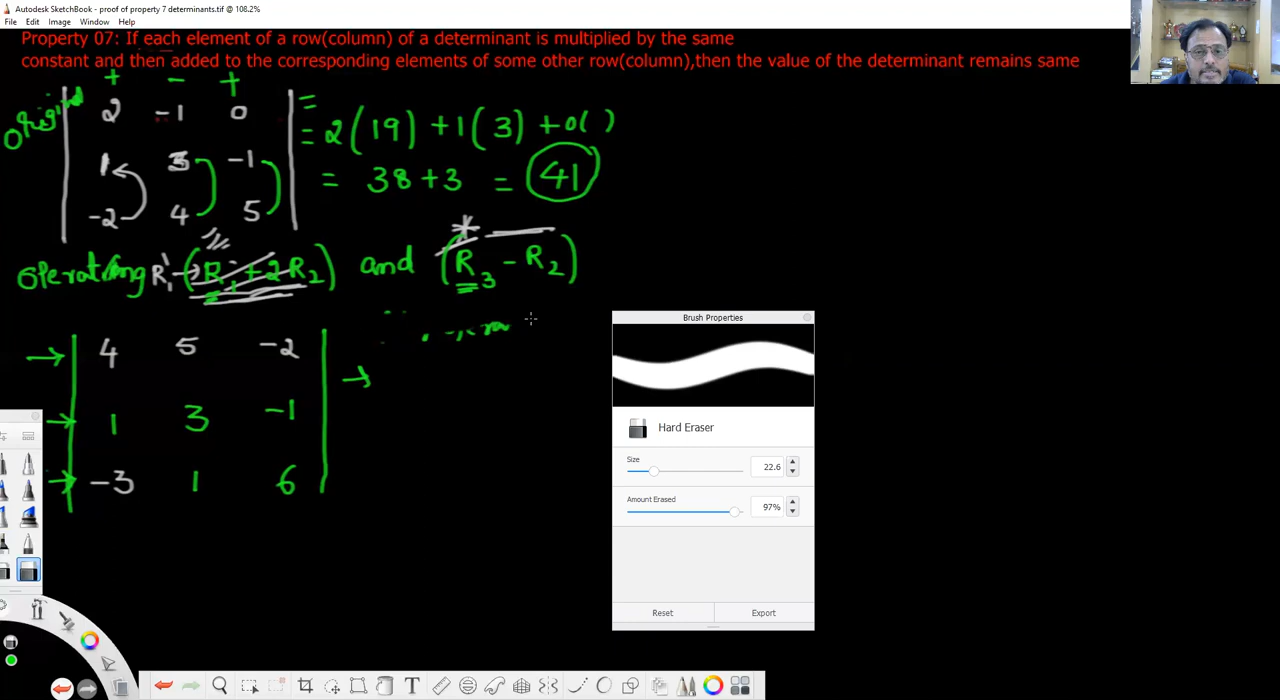 Autodesk SketchBook - proof of property 7 determinants.tif @ 108.2%
File Edit Image Window Help
Property 07: If each element of a row(column) of a determinant is multiplied by the same
constant and then added to the corresponding elements of some other row(column),then the value of the determinant remains same
+ - +
original
2 -1 0 =
= 2(19) +1(3) +0( )
1 3 -1
= 38+3 = 41
-2 4 5
operating R₁' → (R₁ +2R₂) and (R₃ - R₂)
*
→ 4 5 -2
→
→ 1 3 -1
→ -3 1 6
Brush Properties
Hard Eraser
Size
22.6
Amount Erased
97%
Reset Export